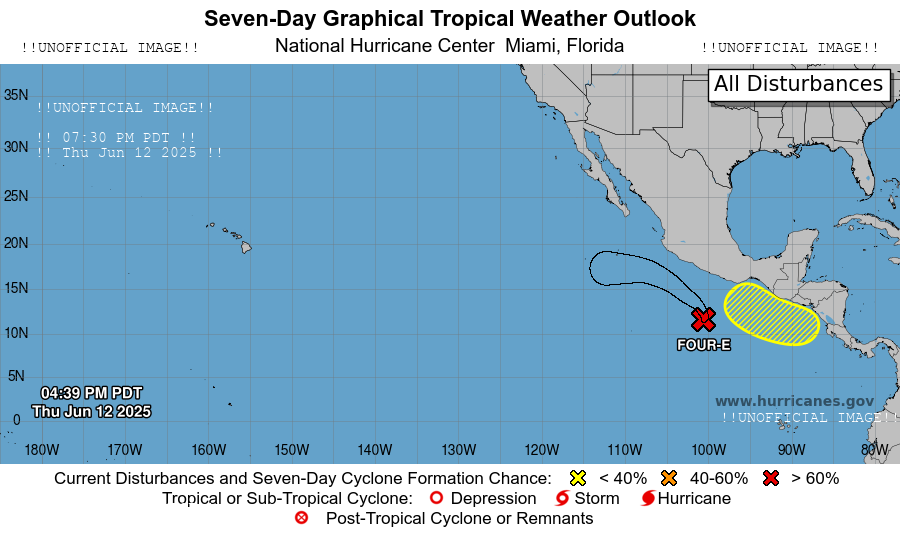 Seven-Day Graphical Tropical Weather Outlook
!!UNOFFICIAL IMAGE!! National Hurricane Center Miami, Florida !!UNOFFICIAL IMAGE!!
All Disturbances
35N
!!UNOFFICIAL IMAGE!!
!! 07:30 PM PDT !!
30N
!! Thu Jun 12 2025 !!
25N
20N
15N
10N
FOUR-E
5N
04:39 PM PDT
Thu Jun 12 2025
www.hurricanes.gov
0
!!UNOFFICIAL IMAGE!!
180W 170W 160W 150W 140W 130W 120W 110W 100W 90W 80W
Current Disturbances and Seven-Day Cyclone Formation Chance: < 40% 40-60% > 60%
Tropical or Sub-Tropical Cyclone: Depression Storm Hurricane
Post-Tropical Cyclone or Remnants